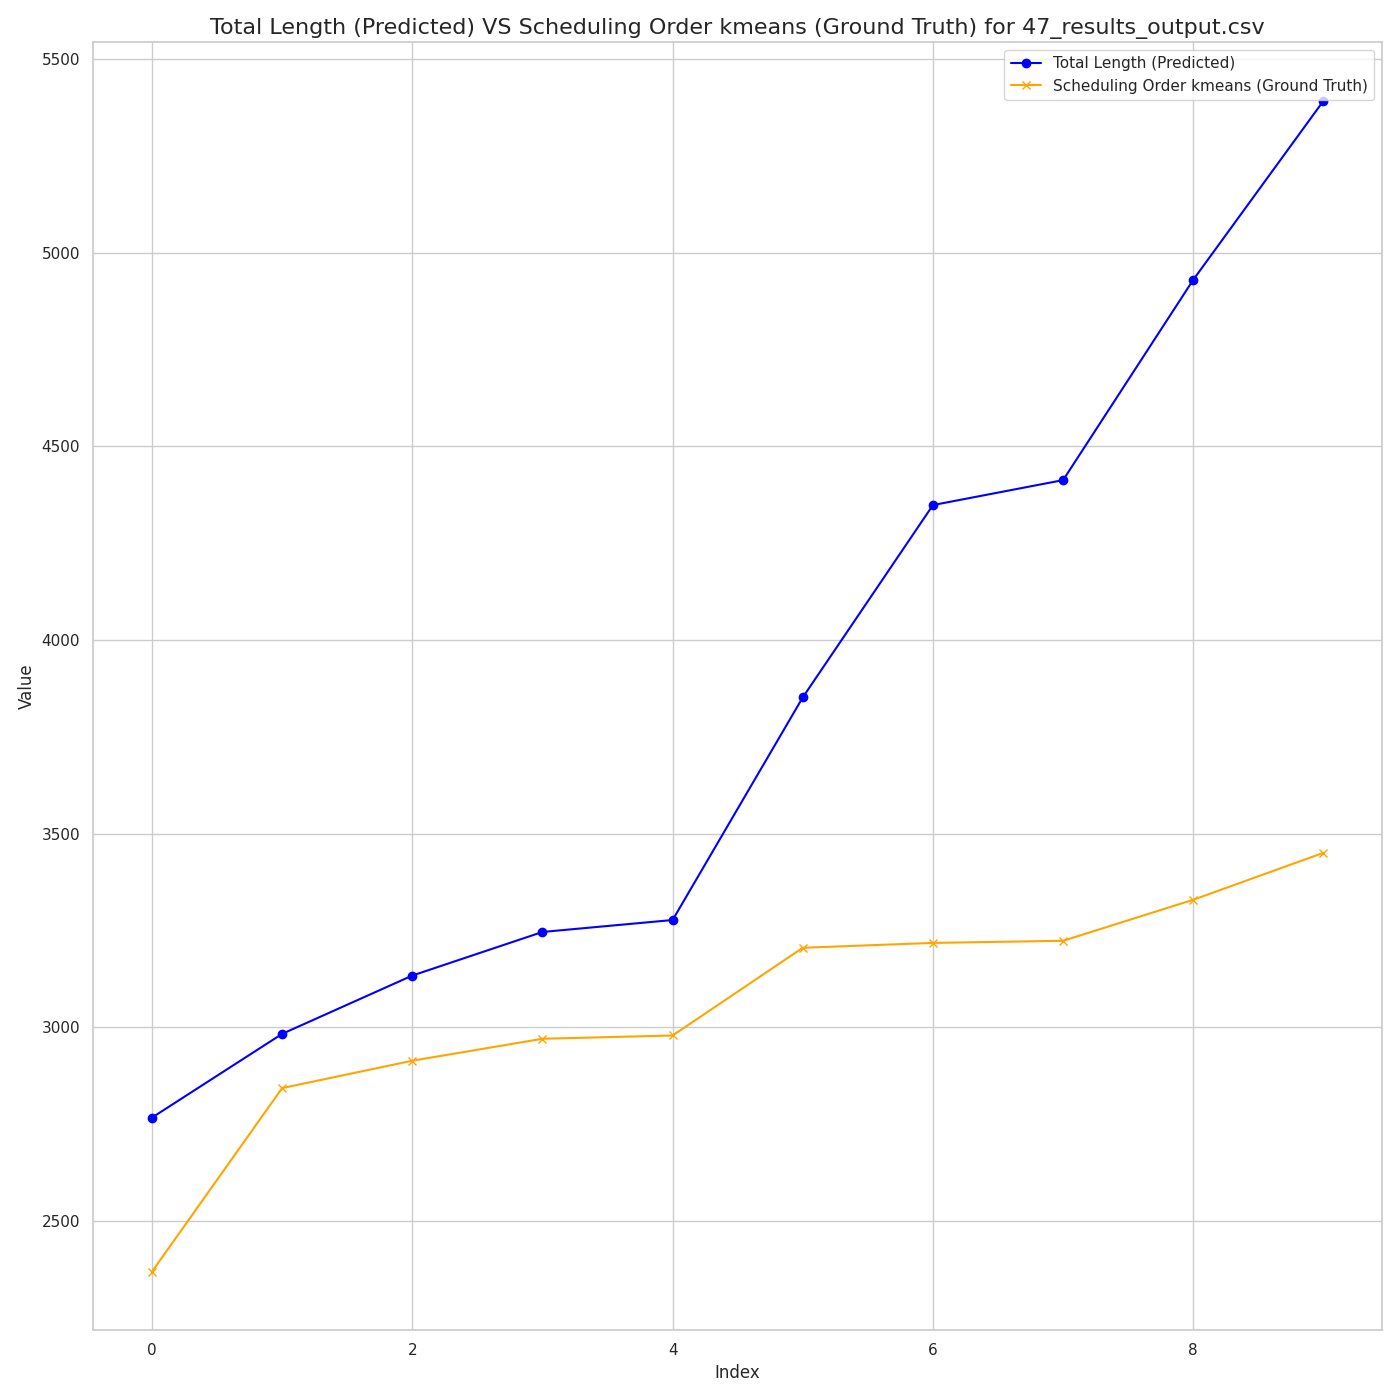 Total Length (Predicted) VS Scheduling Order kmeans (Ground Truth) for 47_results_output.csv
Total Length (Predicted)
Scheduling Order kmeans (Ground Truth)
5500
5000
4500
4000
3500
3000
2500
Value
0 2 4 6 8
Index